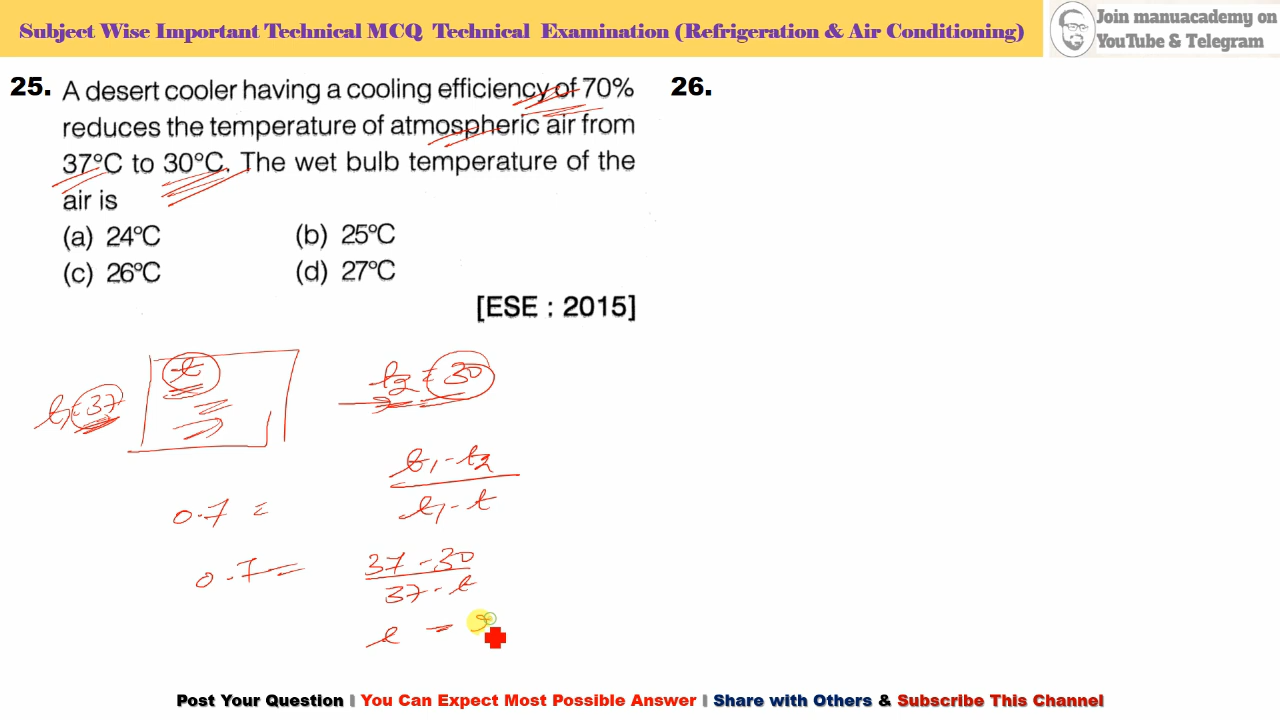 Subject Wise Important Technical MCQ Technical Examination (Refrigeration & Air Conditioning)
Join manuacademy on
YouTube & Telegram
25. A desert cooler having a cooling efficiency of 70%
reduces the temperature of atmospheric air from
37°C to 30°C. The wet bulb temperature of the
air is
(a) 24°C (b) 25°C
(c) 26°C (d) 27°C
[ESE : 2015]
26.
t
t1 = 37
t2 = 30
t1 - t2
0.7 =
t1 - t
37 - 30
0.7 =
37 - t
t =
Post Your Question | You Can Expect Most Possible Answer | Share with Others & Subscribe This Channel